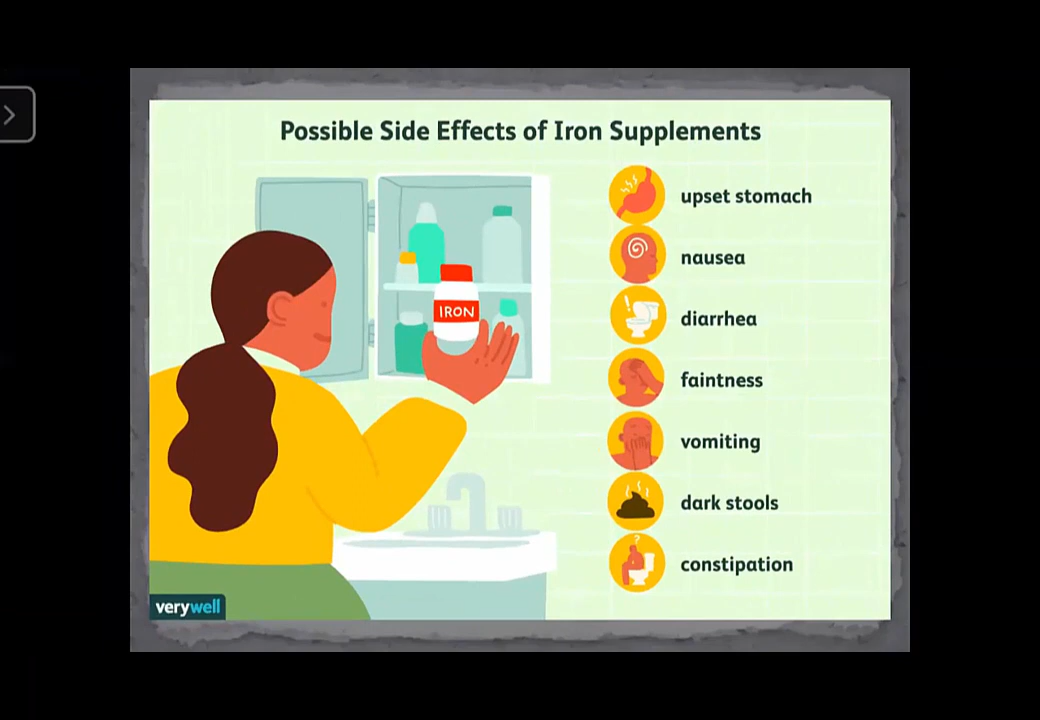 Possible Side Effects of Iron Supplements
IRON
upset stomach
nausea
diarrhea
faintness
vomiting
dark stools
?
constipation
verywell